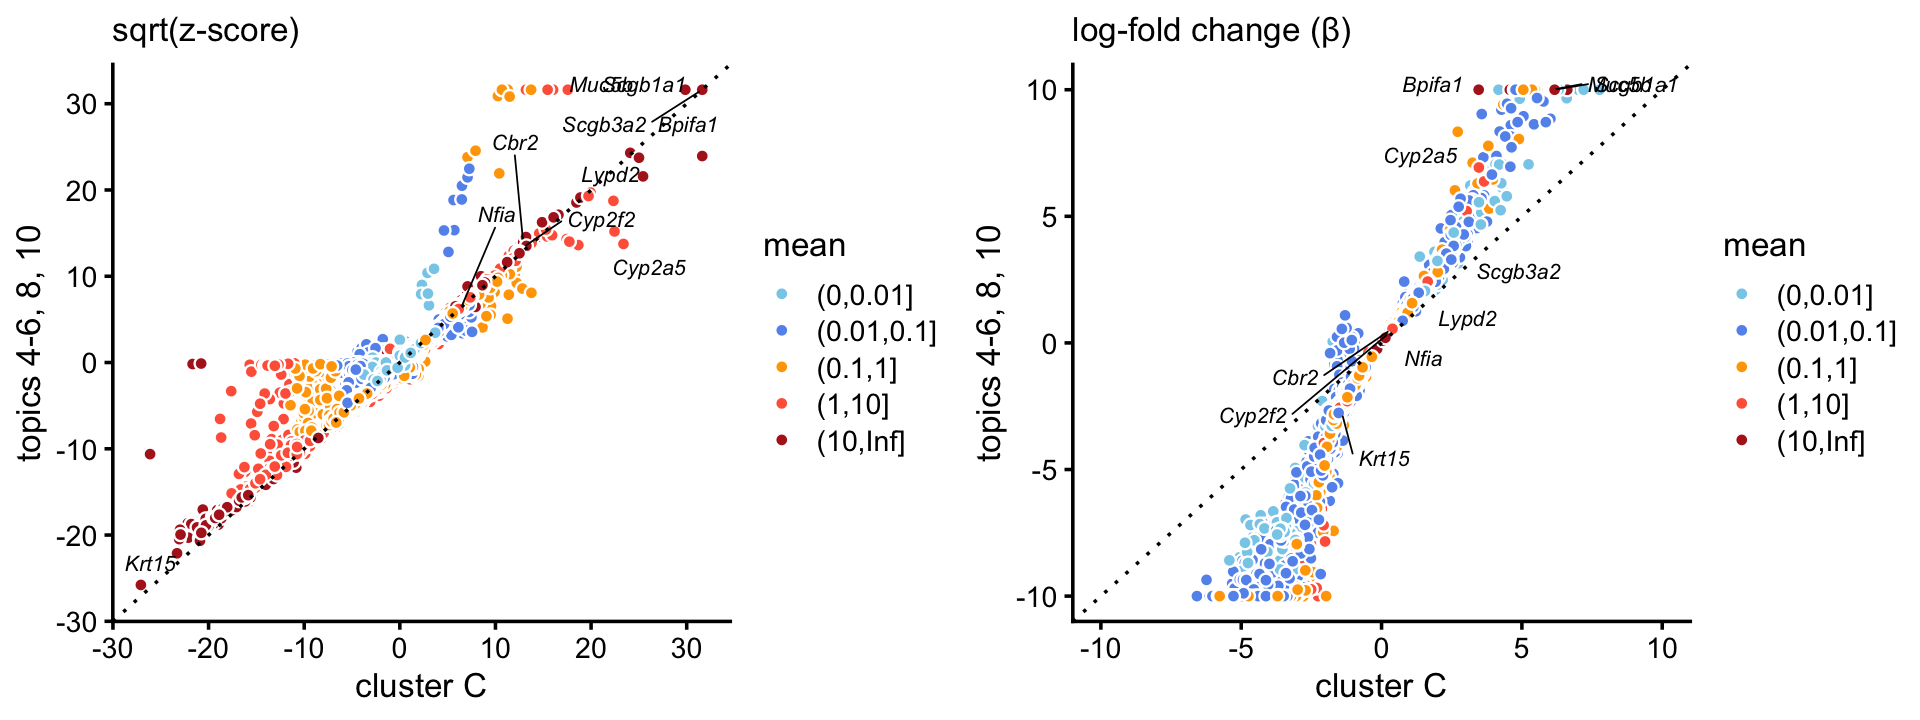 sqrt(z-score)
topics 4-6, 8, 10
30
20
10
0
-10
-20
-30
Muc5b
Scgb1a1
Scgb3a2
Bpifa1
Cbr2
Lypd2
Nfia
Cyp2f2
Cyp2a5
Krt15
-30
-20
-10
0
10
20
30
cluster C
mean
(0,0.01]
(0.01,0.1]
(0.1,1]
(1,10]
(10,Inf]
log-fold change (β)
topics 4-6, 8, 10
10
5
0
-5
-10
Bpifa1
Muc5b
Scgb1a1
Cyp2a5
Scgb3a2
Lypd2
Nfia
Cbr2
Cyp2f2
Krt15
-10
-5
0
5
10
cluster C
mean
(0,0.01]
(0.01,0.1]
(0.1,1]
(1,10]
(10,Inf]